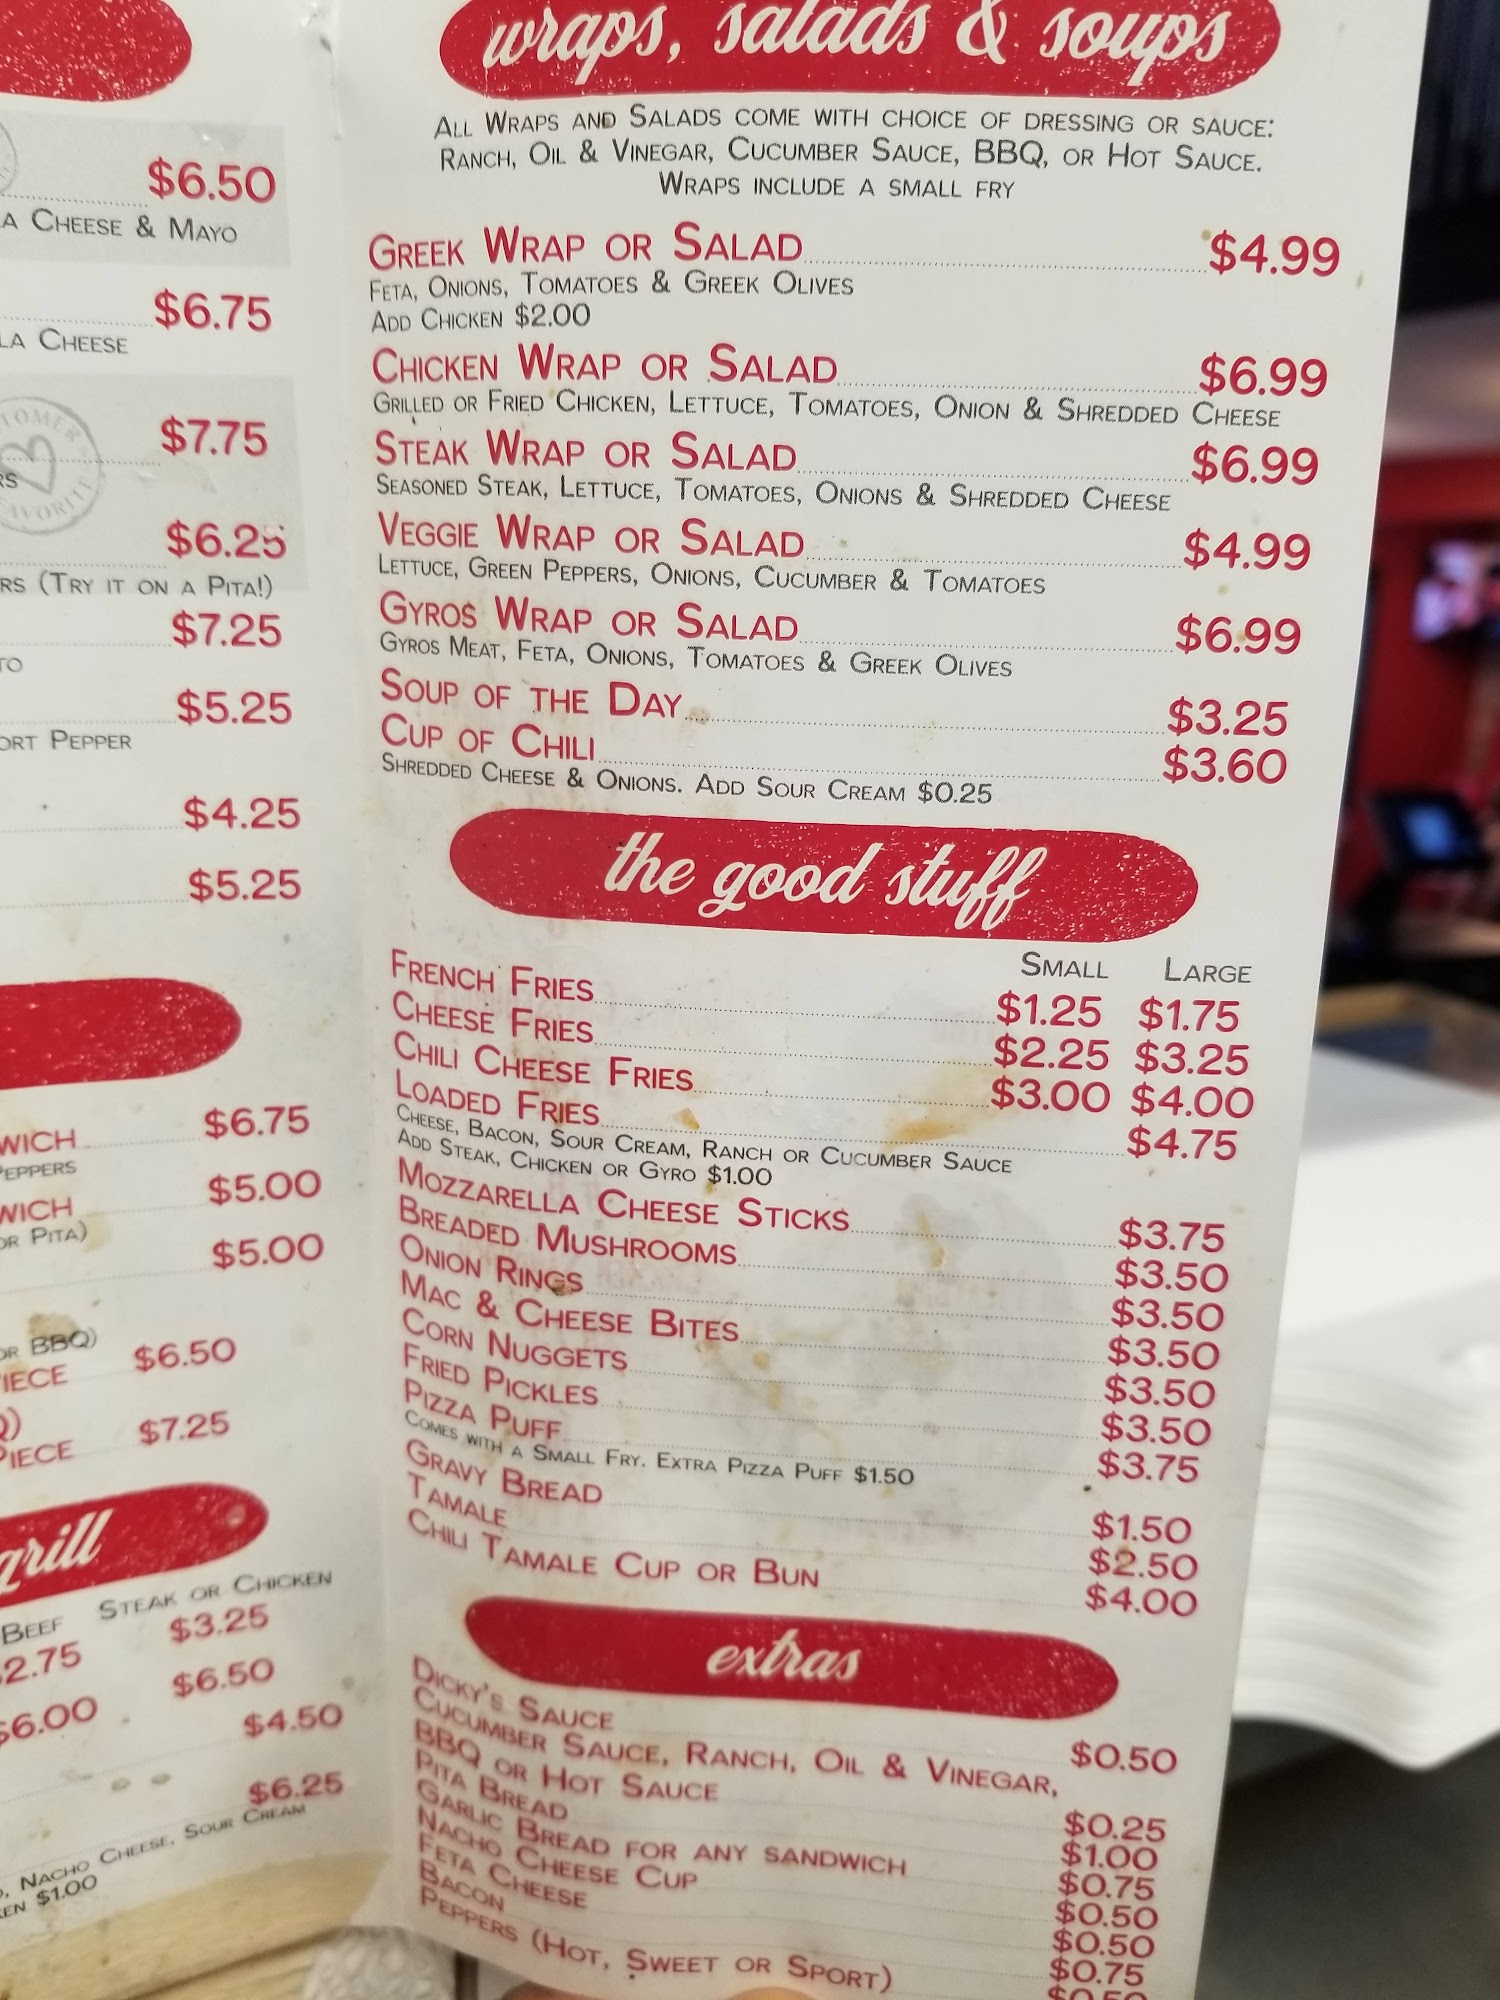 $6.50
A Cheese & Mayo
$6.75
LA Cheese
$7.75
RS
$6.25
RS (Try it on a Pita!)
$7.25
TO
$5.25
ORT Pepper
$4.25
$5.25
WICH $6.75
Peppers
WICH $5.00
or Pita)
$5.00
or BBQ)
IECE $6.50
Q)
PIECE $7.25
grill
Beef Steak or Chicken
2.75 $3.25
$6.00 $6.50
$4.50
$6.25
, Nacho Cheese, Sour Cream
KEN $1.00
wraps, salads & soups
All Wraps and Salads come with choice of dressing or sauce:
Ranch, Oil & Vinegar, Cucumber Sauce, BBQ, or Hot Sauce.
Wraps include a small fry
Greek Wrap or Salad $4.99
Feta, Onions, Tomatoes & Greek Olives
Add Chicken $2.00
Chicken Wrap or Salad $6.99
Grilled or Fried Chicken, Lettuce, Tomatoes, Onion & Shredded Cheese
Steak Wrap or Salad $6.99
Seasoned Steak, Lettuce, Tomatoes, Onions & Shredded Cheese
Veggie Wrap or Salad $4.99
Lettuce, Green Peppers, Onions, Cucumber & Tomatoes
Gyros Wrap or Salad $6.99
Gyros Meat, Feta, Onions, Tomatoes & Greek Olives
Soup of the Day $3.25
Cup of Chili $3.60
Shredded Cheese & Onions. Add Sour Cream $0.25
the good stuff
Small Large
French Fries $1.25 $1.75
Cheese Fries $2.25 $3.25
Chili Cheese Fries $3.00 $4.00
Loaded Fries $4.75
Cheese, Bacon, Sour Cream, Ranch or Cucumber Sauce
Add Steak, Chicken or Gyro $1.00
Mozzarella Cheese Sticks $3.75
Breaded Mushrooms $3.50
Onion Rings $3.50
Mac & Cheese Bites $3.50
Corn Nuggets $3.50
Fried Pickles $3.50
Pizza Puff $3.75
Comes with a Small Fry. Extra Pizza Puff $1.50
Gravy Bread $1.50
Tamale $2.50
Chili Tamale Cup or Bun $4.00
extras
Dicky's Sauce $0.50
Cucumber Sauce, Ranch, Oil & Vinegar,
BBQ or Hot Sauce $0.25
Pita Bread $1.00
Garlic Bread for any sandwich $0.75
Nacho Cheese Cup $0.50
Feta Cheese $0.50
Bacon $0.75
Peppers (Hot, Sweet or Sport) $0.50